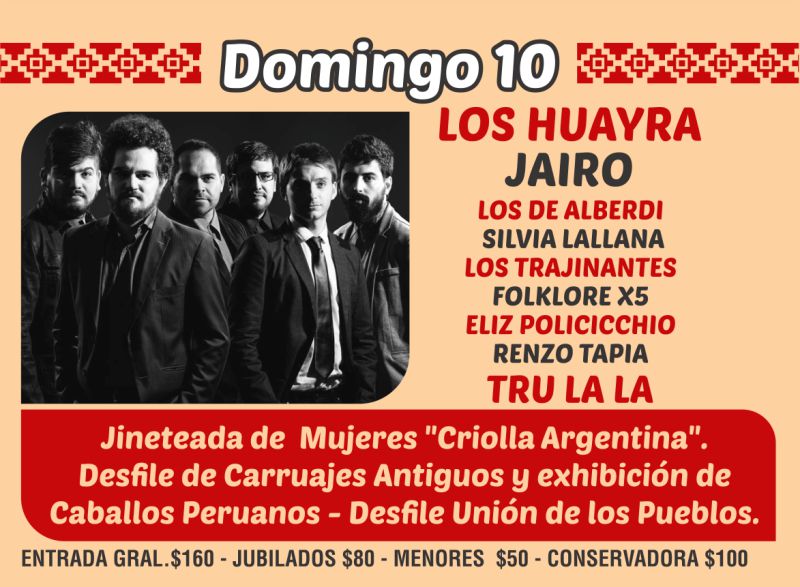 Domingo 10
LOS HUAYRA
JAIRO
LOS DE ALBERDI
SILVIA LALLANA
LOS TRAJINANTES
FOLKLORE X5
ELIZ POLICICCHIO
RENZO TAPIA
TRU LA LA
Jineteada de Mujeres "Criolla Argentina".
Desfile de Carruajes Antiguos y exhibición de
Caballos Peruanos - Desfile Unión de los Pueblos.
ENTRADA GRAL.$160 - JUBILADOS $80 - MENORES $50 - CONSERVADORA $100